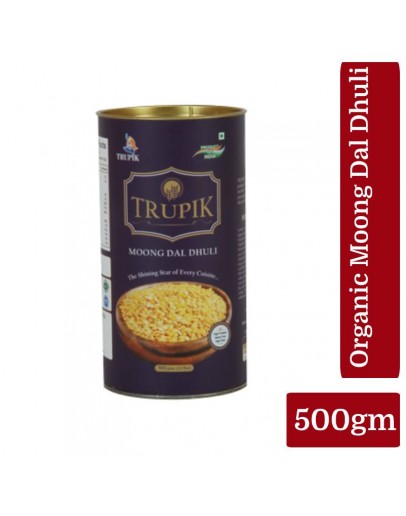 TRUPIK
TRUPIK
MOONG DAL DHULI
The Shining Star of Every Cuisine...
Organic Moong Dal Dhuli
500gm